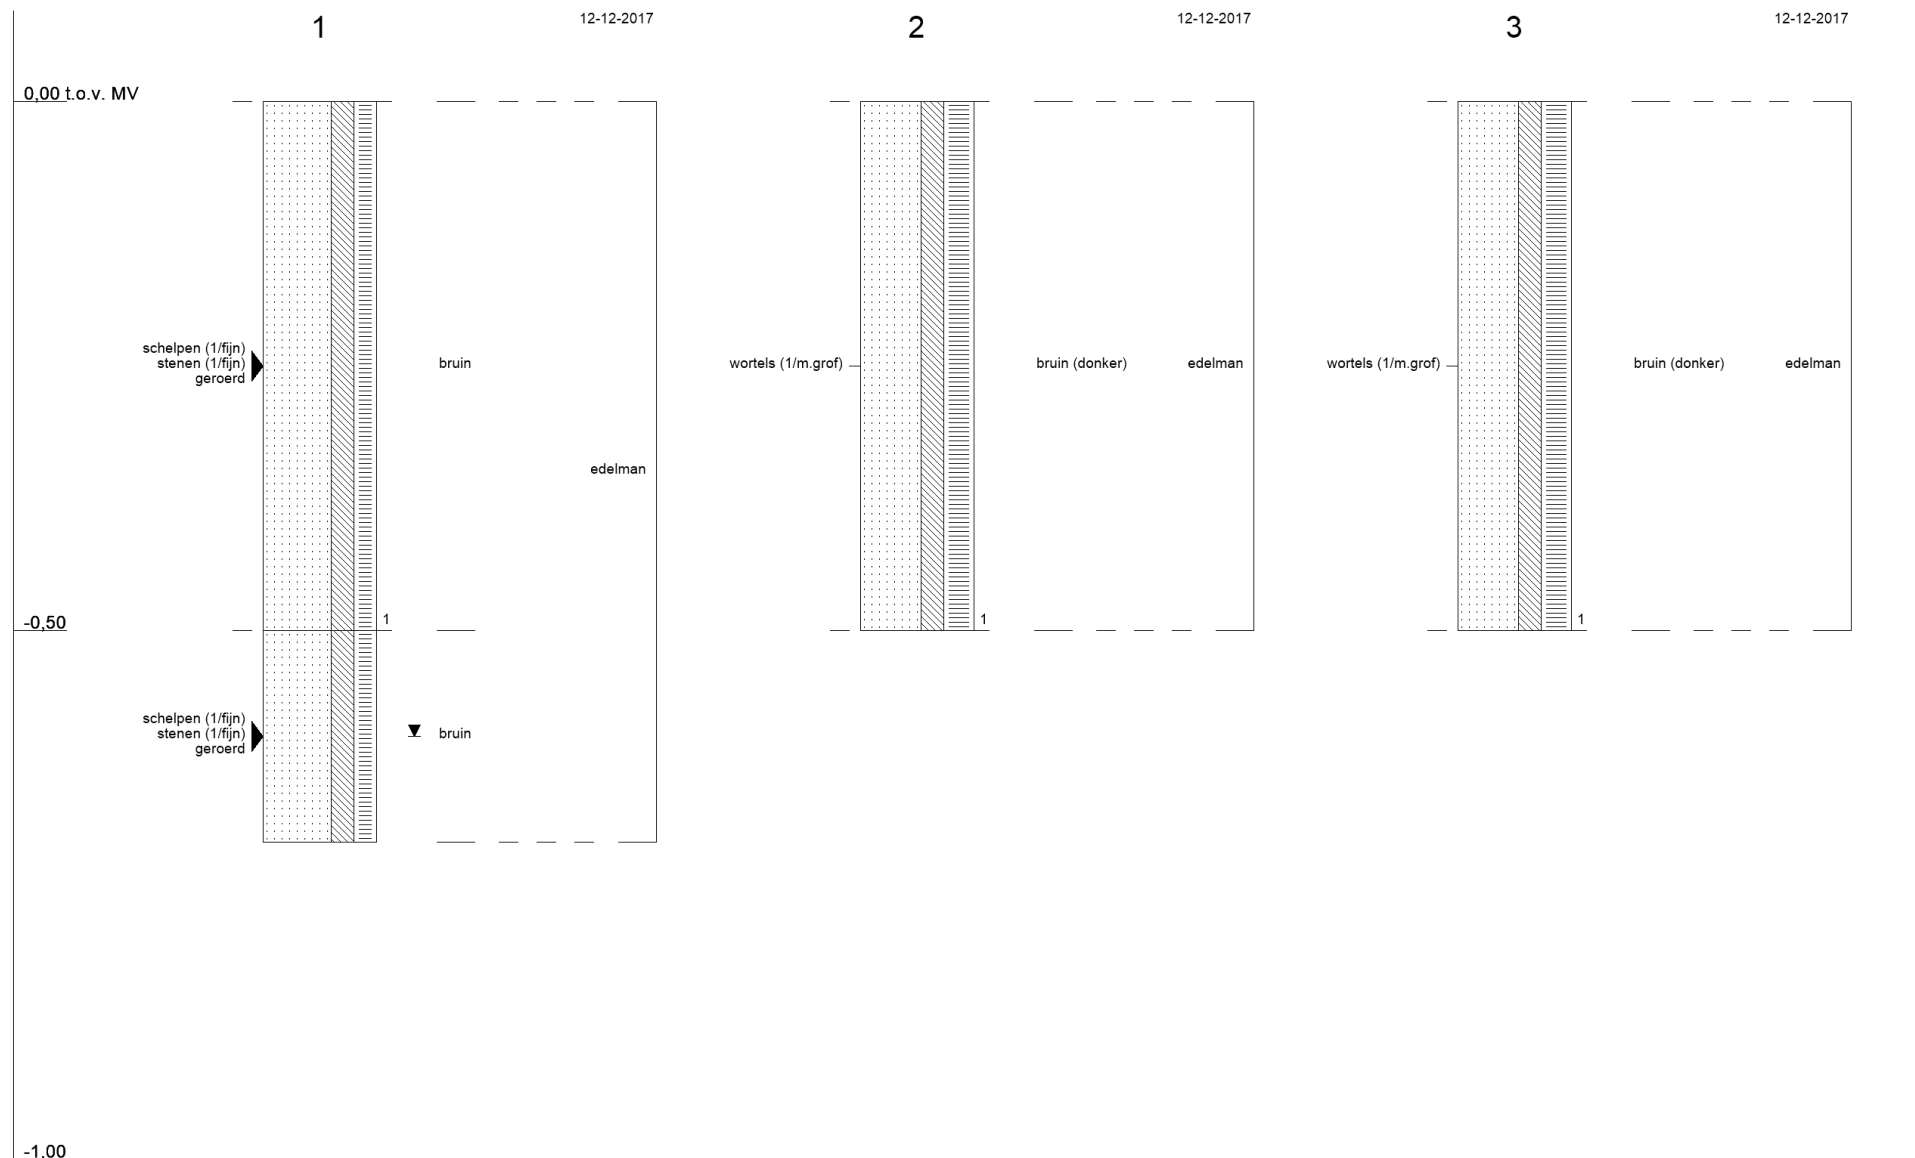 1
12-12-2017
2
12-12-2017
3
12-12-2017
0,00 t.o.v. MV
schelpen (1/fijn)
stenen (1/fijn)
geroerd
bruin
edelman
1
wortels (1/m.grof)
bruin (donker)
edelman
1
wortels (1/m.grof)
bruin (donker)
edelman
1
-0,50
schelpen (1/fijn)
stenen (1/fijn)
geroerd
bruin
-1,00